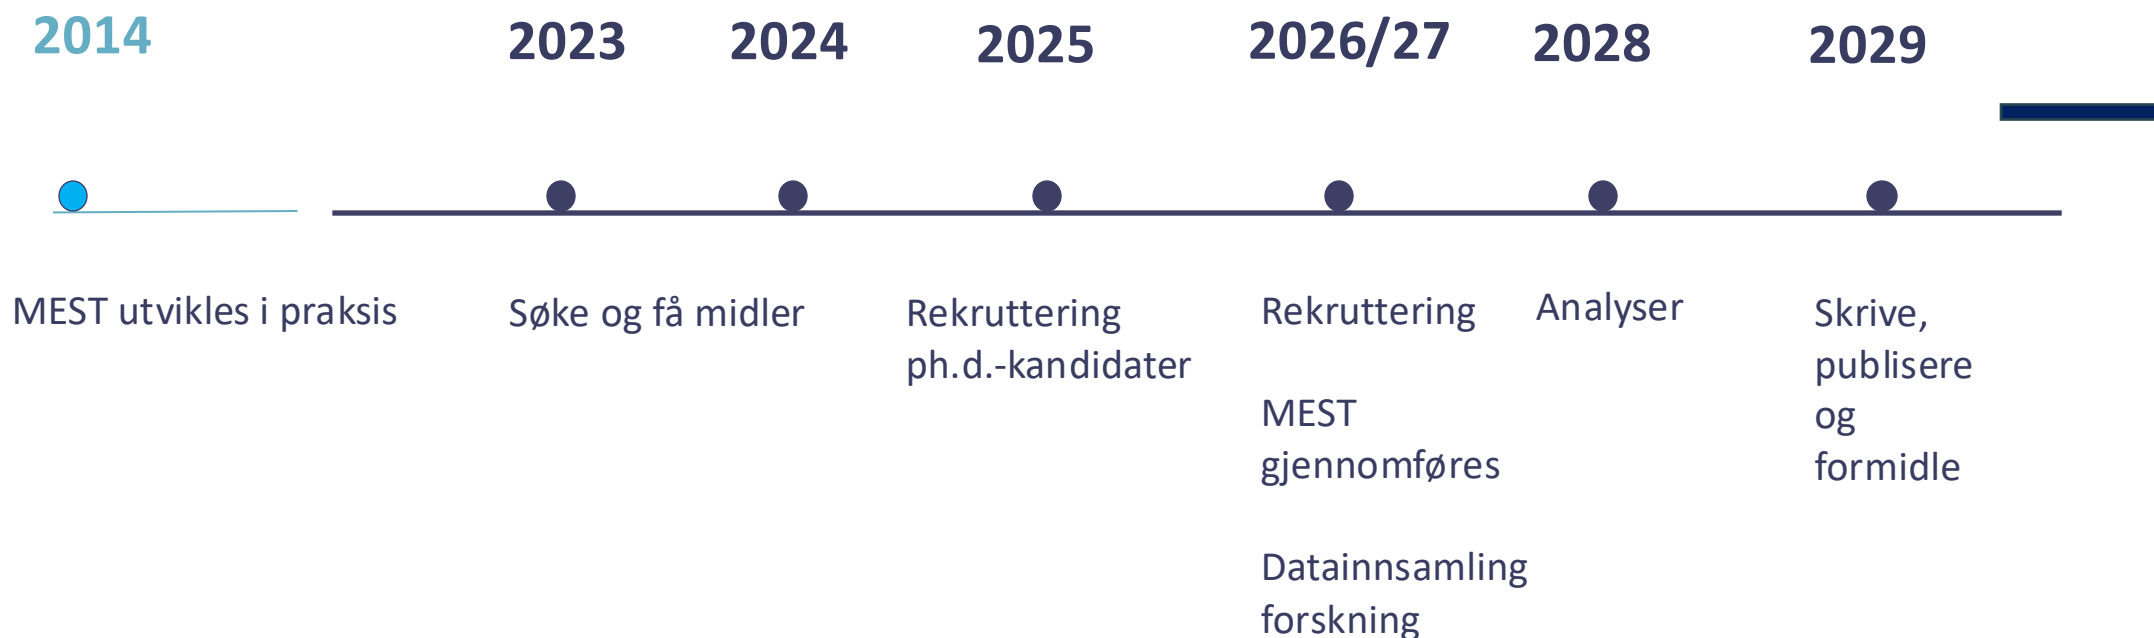 2014
2023
2024
2025
2026/27
2028
2029
MEST utvikles i praksis
Søke og få midler
Rekruttering
ph.d.-kandidater
Rekruttering
MEST
gjennomføres
Datainnsamling
forskning
Analyser
Skrive,
publisere
og
formidle